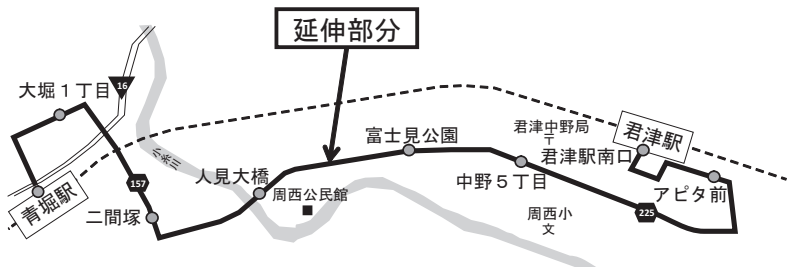 延伸部分
大堀1丁目
16
富士見公園
君津中野局
君津駅
君津駅南口
小糸川
人見大橋
中野5丁目
アピタ前
青堀駅
157
周西公民館
二間塚
周西小
文
225